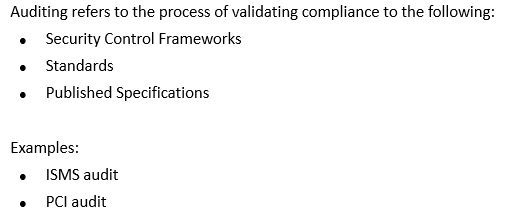 Auditing refers to the process of validating compliance to the following:
• Security Control Frameworks
• Standards
• Published Specifications
Examples:
• ISMS audit
• PCI audit